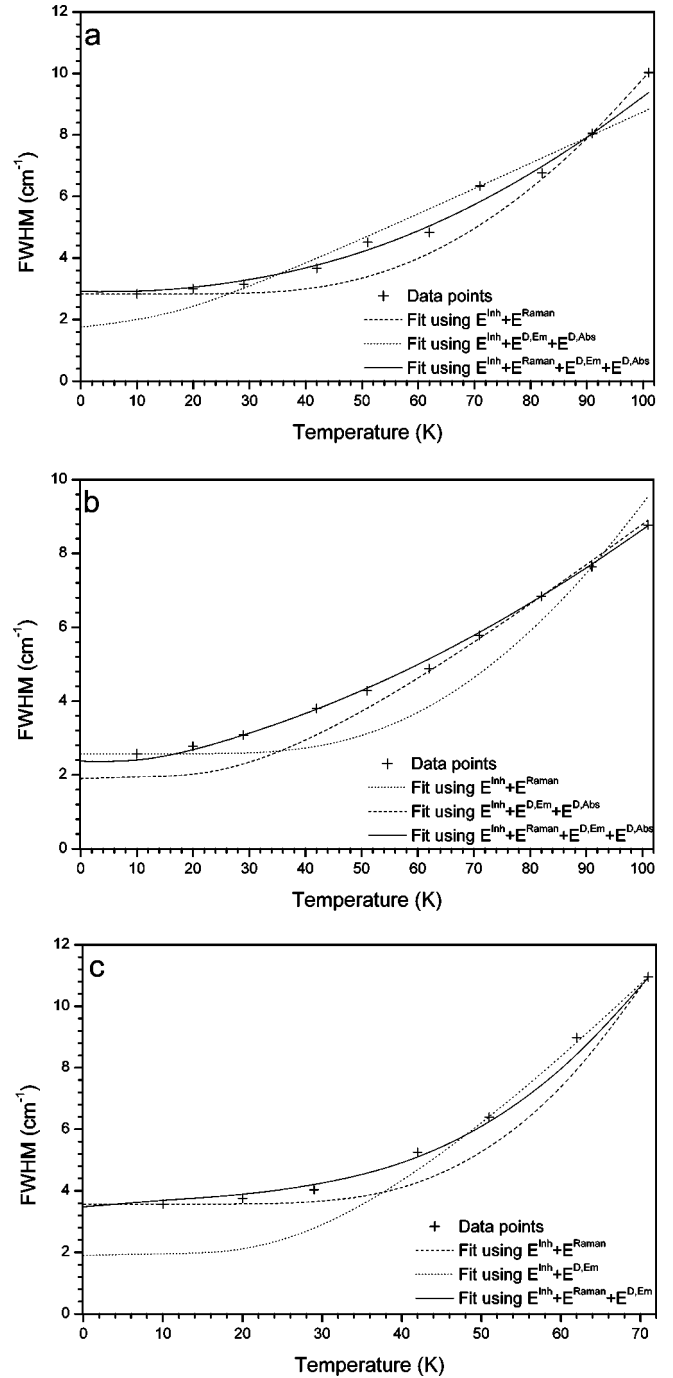 a
12
10
8
6
4
2
0
FWHM (cm⁻¹)
Data points
Fit using E^Inh+E^Raman
Fit using E^Inh+E^D,Em+E^D,Abs
Fit using E^Inh+E^Raman+E^D,Em+E^D,Abs
0 10 20 30 40 50 60 70 80 90 100
Temperature (K)
b
10
8
6
4
2
0
FWHM (cm⁻¹)
Data points
Fit using E^Inh+E^Raman
Fit using E^Inh+E^D,Em+E^D,Abs
Fit using E^Inh+E^Raman+E^D,Em+E^D,Abs
0 10 20 30 40 50 60 70 80 90 100
Temperature (K)
c
12
10
8
6
4
2
0
FWHM (cm⁻¹)
Data points
Fit using E^Inh+E^Raman
Fit using E^Inh+E^D,Em
Fit using E^Inh+E^Raman+E^D,Em
0 10 20 30 40 50 60 70
Temperature (K)